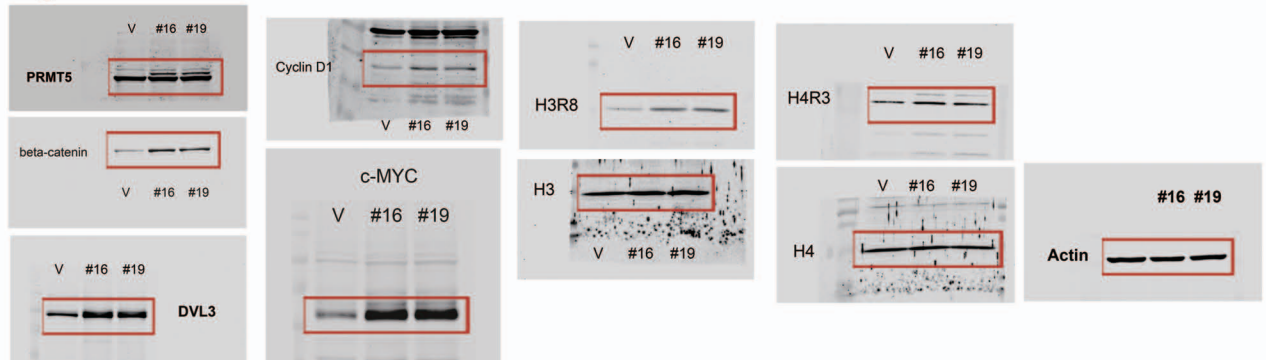 V #16 #19
PRMT5
beta-catenin
V #16 #19
V #16 #19
DVL3
Cyclin D1
V #16 #19
c-MYC
V #16 #19
V #16 #19
H3R8
H3
V #16 #19
V #16 #19
H4R3
V #16 #19
H4
#16 #19
Actin